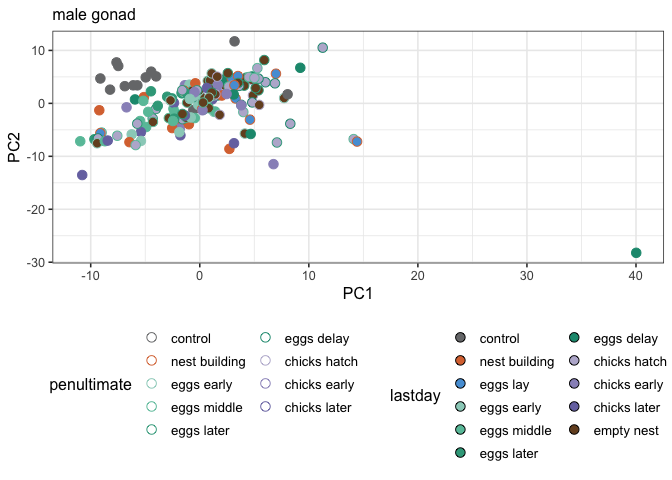 male gonad
10
0
-10
-20
-30
PC2
-10 0 10 20 30 40
PC1
penultimate
control
nest building
eggs early
eggs middle
eggs later
eggs delay
chicks hatch
chicks early
chicks later
lastday
control
nest building
eggs lay
eggs early
eggs middle
eggs later
eggs delay
chicks hatch
chicks early
chicks later
empty nest